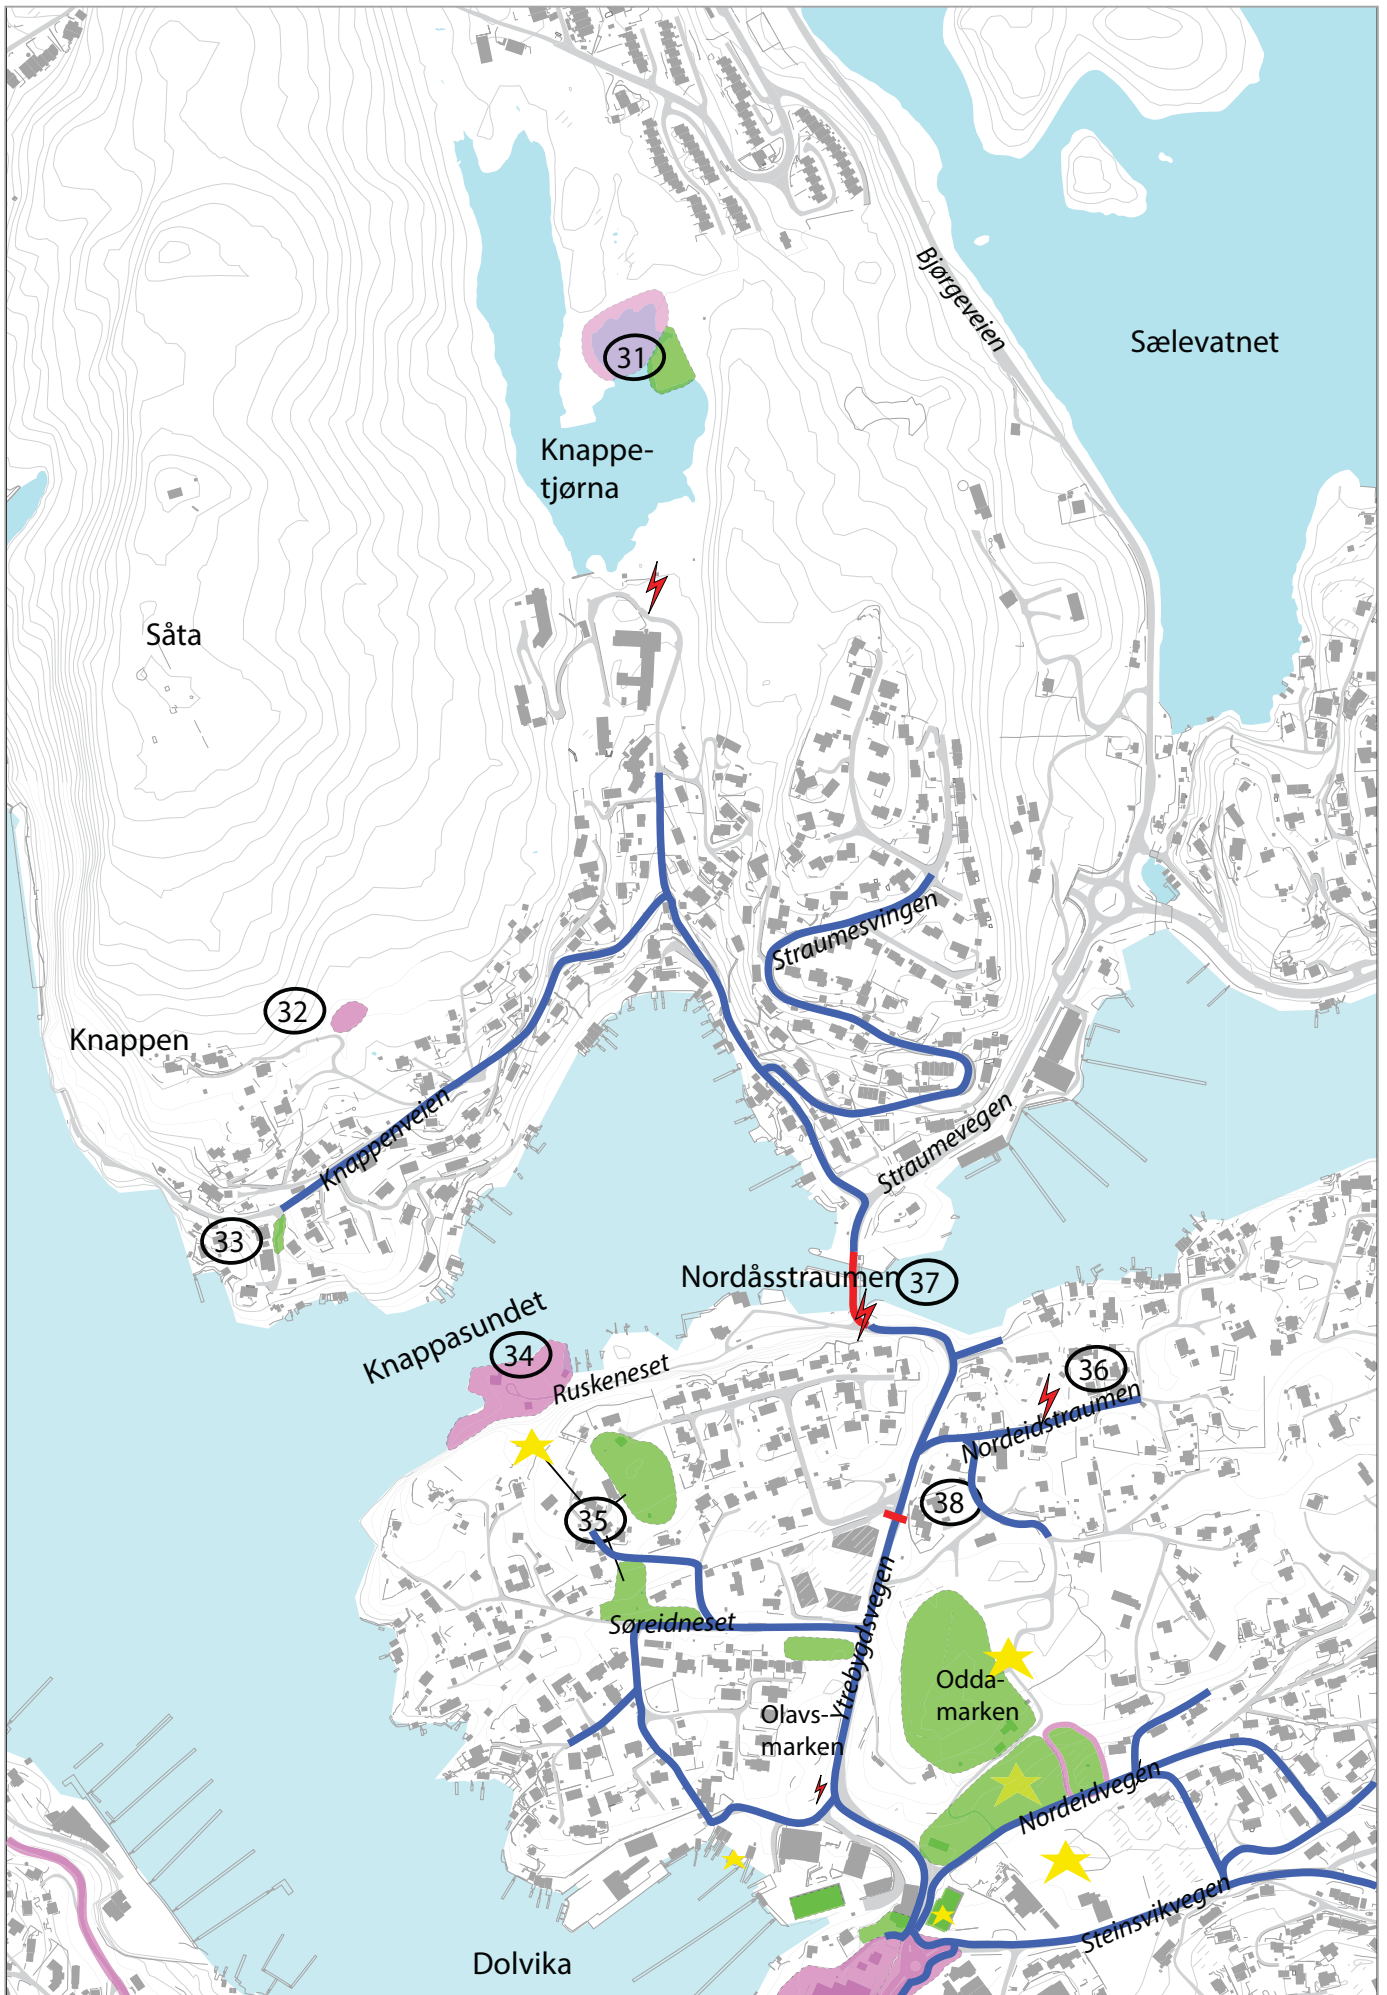 Bjørgeveien
Sælevatnet
31
Knappe-
tjørna
Såta
Straumesvingen
32
Knappen
Knappenveien
Straumevegen
33
Nordåsstraumen
37
Knappasundet
34
Ruskeneset
36
Nordeidstraumen
38
35
Søreidneset
Ytrebygdsvegen
Odda-
marken
Olavs-
marken
Nordeidvegen
Steinsvikvegen
Dolvika